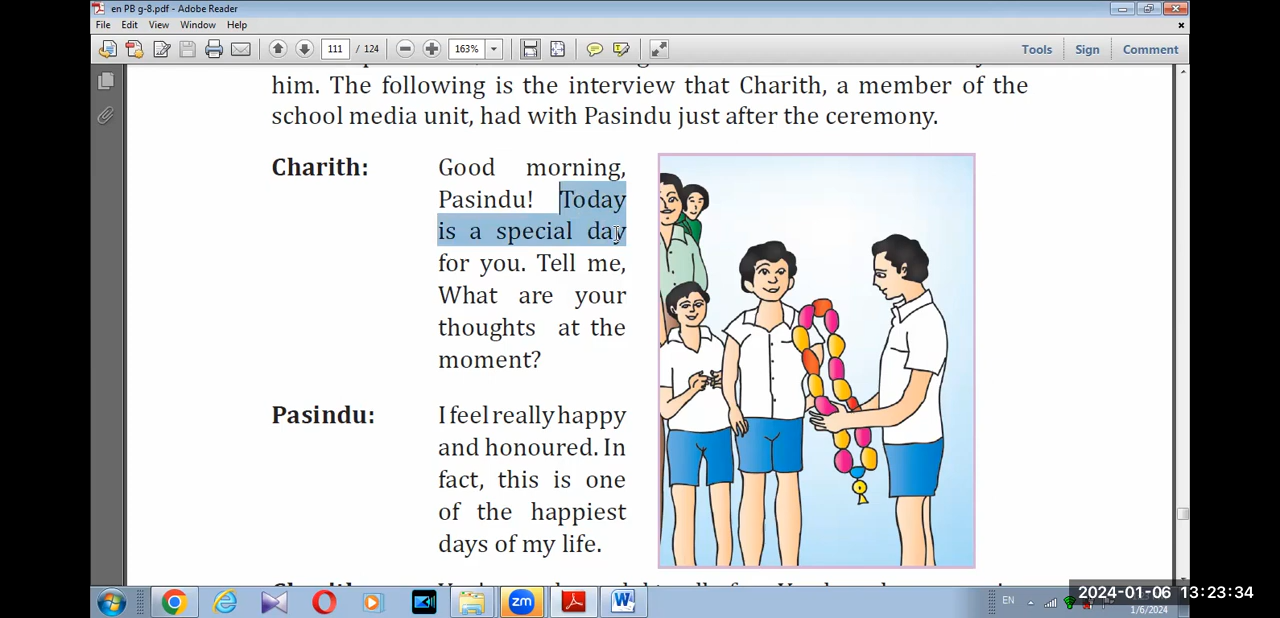 en PB g-8.pdf - Adobe Reader
File Edit View Window Help
111 / 124 163% Tools Sign Comment
him. The following is the interview that Charith, a member of the
school media unit, had with Pasindu just after the ceremony.
Charith: Good morning,
Pasindu! Today
is a special day
for you. Tell me,
What are your
thoughts at the
moment?
Pasindu: I feel really happy
and honoured. In
fact, this is one
of the happiest
days of my life.
zm EN
2024-01-06 13:23:34
1/6/2024